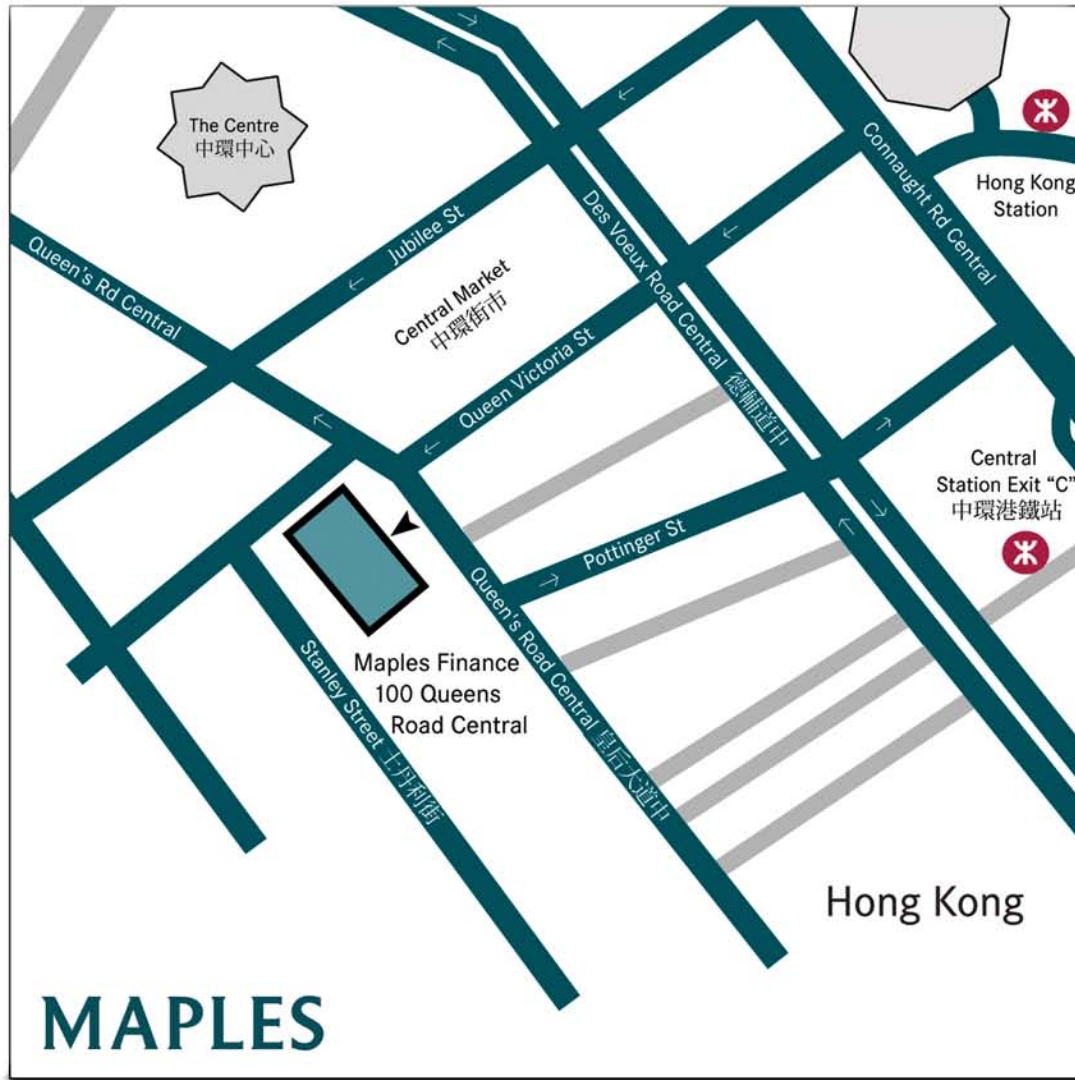 The Centre
中環中心
Hong Kong
Station
Connaught Rd Central
Jubilee St
Des Voeux Road Central 德輔道中
Queen's Rd Central
Central Market
中環街市
Queen Victoria St
Central
Station Exit “C”
中環港鐵站
Pottinger St
Queen's Road Central 皇后大道中
Maples Finance
100 Queens
Road Central
Stanley Street 士丹利街
Hong Kong
MAPLES